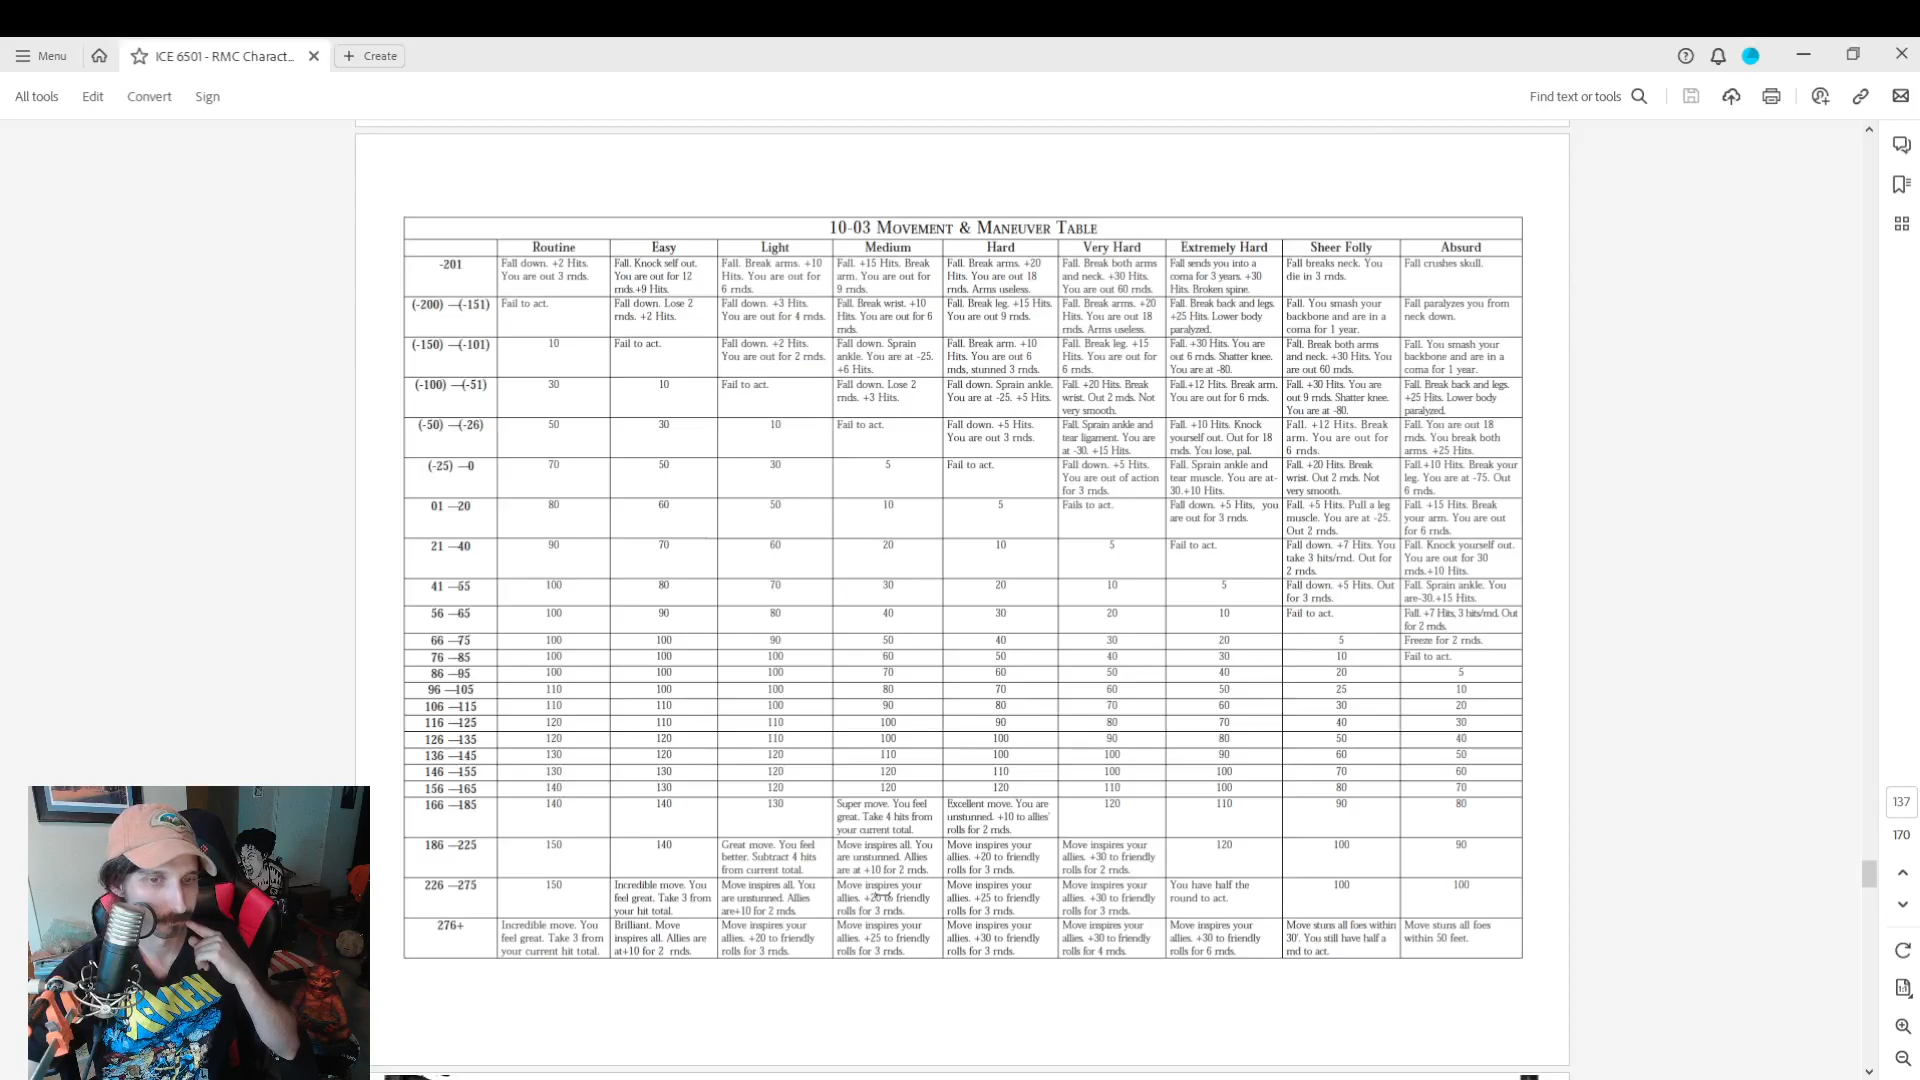 Menu
ICE 6501 - RMC Charact...
Create
All tools
Edit
Convert
Sign
Find text or tools
10-03 Movement & Maneuver Table
Routine Easy Light Medium Hard Very Hard Extremely Hard Sheer Folly Absurd
-201 Fall down. +2 Hits. You are out 3 rnds. Fall. Knock self out. You are out for 12 rnds.+9 Hits. Fall. Break arms. +10 Hits. You are out for 6 rnds. Fall. +15 Hits. Break arm. You are out for 9 rnds. Fall. Break arms. +20 Hits. You are out 18 rnds. Arms useless. Fall. Break both arms and neck. +30 Hits. You are out 60 rnds. Fall sends you into a coma for 3 years. +30 Hits. Broken spine. Fall breaks neck. You die in 3 rnds. Fall crushes skull.
(-200) —(-151) Fail to act. Fall down. Lose 2 rnds. +2 Hits. Fall down. +3 Hits. You are out for 4 rnds. Fall. Break wrist. +10 Hits. You are out for 6 rnds. Fall. Break leg. +15 Hits. You are out 9 rnds. Fall. Break arms. +20 Hits. You are out 18 rnds. Arms useless. Fall. Break back and legs. +25 Hits. Lower body paralyzed. Fall. You smash your backbone and are in a coma for 1 year. Fall paralyzes you from neck down.
(-150) —(-101) 10 Fail to act. Fall down. +2 Hits. You are out for 2 rnds. Fall down. Sprain ankle. You are at -25. +6 Hits. Fall. Break arm. +10 Hits. You are out 6 rnds, stunned 3 rnds. Fall. Break leg. +15 Hits. You are out for 6 rnds. Fall. +30 Hits. You are out 6 rnds. Shatter knee. You are at -80. Fall. Break both arms and neck. +30 Hits. You are out 60 rnds. Fall. You smash your backbone and are in a coma for 1 year.
(-100) —(-51) 30 10 Fail to act. Fall down. Lose 2 rnds. +3 Hits. Fall down. Sprain ankle. You are at -25. +5 Hits. Fall. +20 Hits. Break wrist. Out 2 rnds. Not very smooth. Fall.+12 Hits. Break arm. You are out for 6 rnds. Fall. +30 Hits. You are out 9 rnds. Shatter knee. You are at -80. Fall. Break back and legs. +25 Hits. Lower body paralyzed.
(-50) —(-26) 50 30 10 Fail to act. Fall down. +5 Hits. You are out 3 rnds. Fall. Sprain ankle and tear ligament. You are at -30. +15 Hits. Fall. +10 Hits. Knock yourself out. Out for 18 rnds. You lose, pal. Fall. +12 Hits. Break arm. You are out for 6 rnds. Fall. You are out 18 rnds. You break both arms. +25 Hits.
(-25) —0 70 50 30 5 Fail to act. Fall down. +5 Hits. You are out of action for 3 rnds. Fall. Sprain ankle and tear muscle. You are at-30.+10 Hits. Fall. +20 Hits. Break wrist. Out 2 rnds. Not very smooth. Fall.+10 Hits. Break your leg. You are at -75. Out 6 rnds.
01 —20 80 60 50 10 5 Fails to act. Fall down. +5 Hits, you are out for 3 rnds. Fall. +5 Hits. Pull a leg muscle. You are at -25. Out 2 rnds. Fall. +15 Hits. Break your arm. You are out for 6 rnds.
21 —40 90 70 60 20 10 5 Fail to act. Fall down. +7 Hits. You take 3 hits/rnd. Out for 2 rnds. Fall. Knock yourself out. You are out for 30 rnds.+10 Hits.
41 —55 100 80 70 30 20 10 5 Fall down. +5 Hits. Out for 3 rnds. Fall. Sprain ankle. You are-30.+15 Hits.
56 —65 100 90 80 40 30 20 10 Fail to act. Fall. +7 Hits, 3 hits/rnd. Out for 2 rnds.
66 —75 100 100 90 50 40 30 20 5 Freeze for 2 rnds.
76 —85 100 100 100 60 50 40 30 10 Fail to act.
86 —95 100 100 100 70 60 50 40 20 5
96 —105 110 100 100 80 70 60 50 25 10
106 —115 110 110 100 90 80 70 60 30 20
116 —125 120 110 110 100 90 80 70 40 30
126 —135 120 120 110 100 100 90 80 50 40
136 —145 130 120 120 110 100 100 90 60 50
146 —155 130 130 120 120 110 100 100 70 60
156 —165 140 130 120 120 120 110 100 80 70
166 —185 140 140 130 Super move. You feel great. Take 4 hits from your current total. Excellent move. You are unstunned. +10 to allies' rolls for 2 rnds. 120 110 90 80
186 —225 150 140 Great move. You feel better. Subtract 4 hits from current total. Move inspires all. You are unstunned. Allies are at +10 for 2 rnds. Move inspires your allies. +20 to friendly rolls for 3 rnds. Move inspires your allies. +30 to friendly rolls for 2 rnds. 120 100 90
226 —275 150 Incredible move. You feel great. Take 3 from your hit total. Move inspires all. You are unstunned. Allies are+10 for 2 rnds. Move inspires your allies. +20 to friendly rolls for 3 rnds. Move inspires your allies. +25 to friendly rolls for 3 rnds. Move inspires your allies. +30 to friendly rolls for 3 rnds. You have half the round to act. 100 100
276+ Incredible move. You feel great. Take 3 from your current hit total. Brilliant. Move inspires all. Allies are at+10 for 2 rnds. Move inspires your allies. +20 to friendly rolls for 3 rnds. Move inspires your allies. +25 to friendly rolls for 3 rnds. Move inspires your allies. +30 to friendly rolls for 3 rnds. Move inspires your allies. +30 to friendly rolls for 4 rnds. Move inspires your allies. +30 to friendly rolls for 6 rnds. Move stuns all foes within 30'. You still have half a rnd to act. Move stuns all foes within 50 feet.
137
170
X-MEN